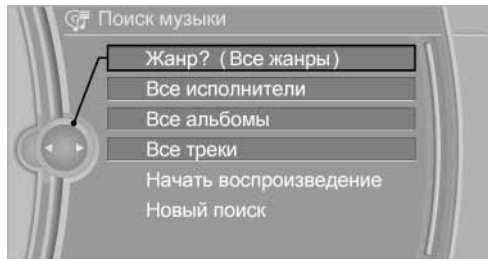 Поиск музыки
Жанр? (Все жанры)
Все исполнители
Все альбомы
Все треки
Начать воспроизведение
Новый поиск